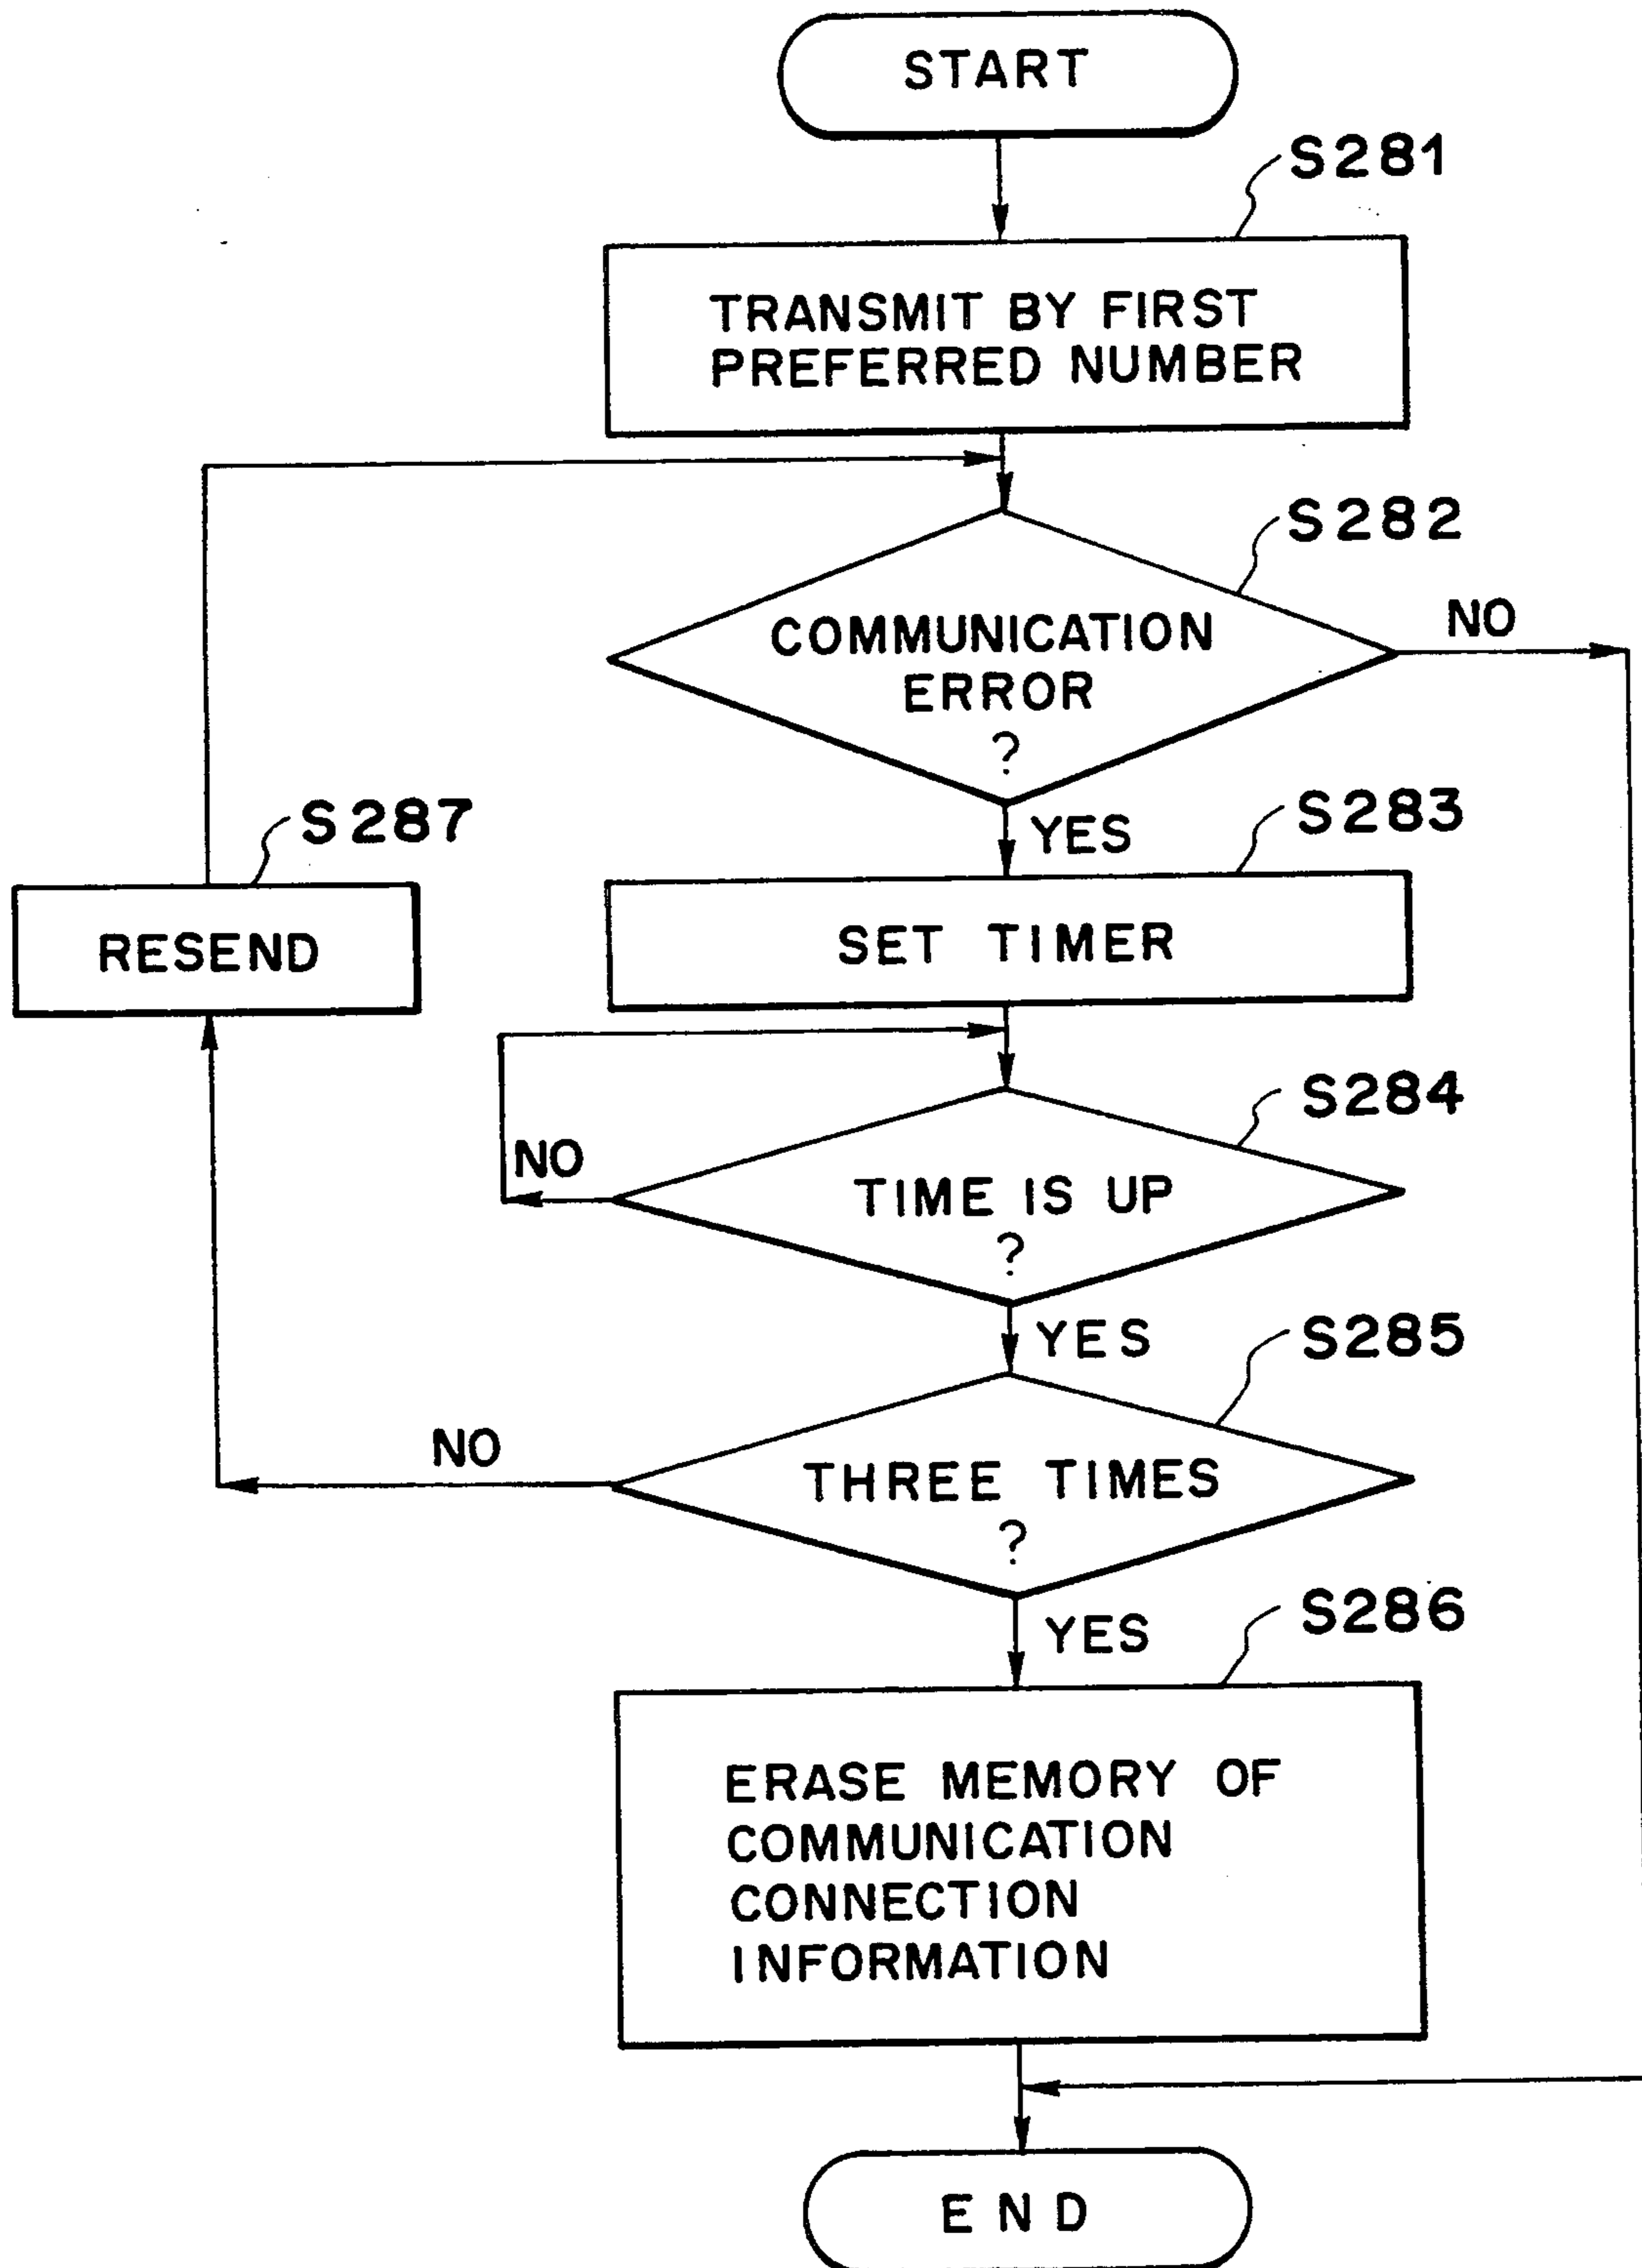 START
S281
TRANSMIT BY FIRST
PREFERRED NUMBER
S282
COMMUNICATION
ERROR
?
NO
YES
S283
S287
SET TIMER
RESEND
S284
NO
TIME IS UP
?
YES
S285
NO
THREE TIMES
?
YES
S286
ERASE MEMORY OF
COMMUNICATION
CONNECTION
INFORMATION
END